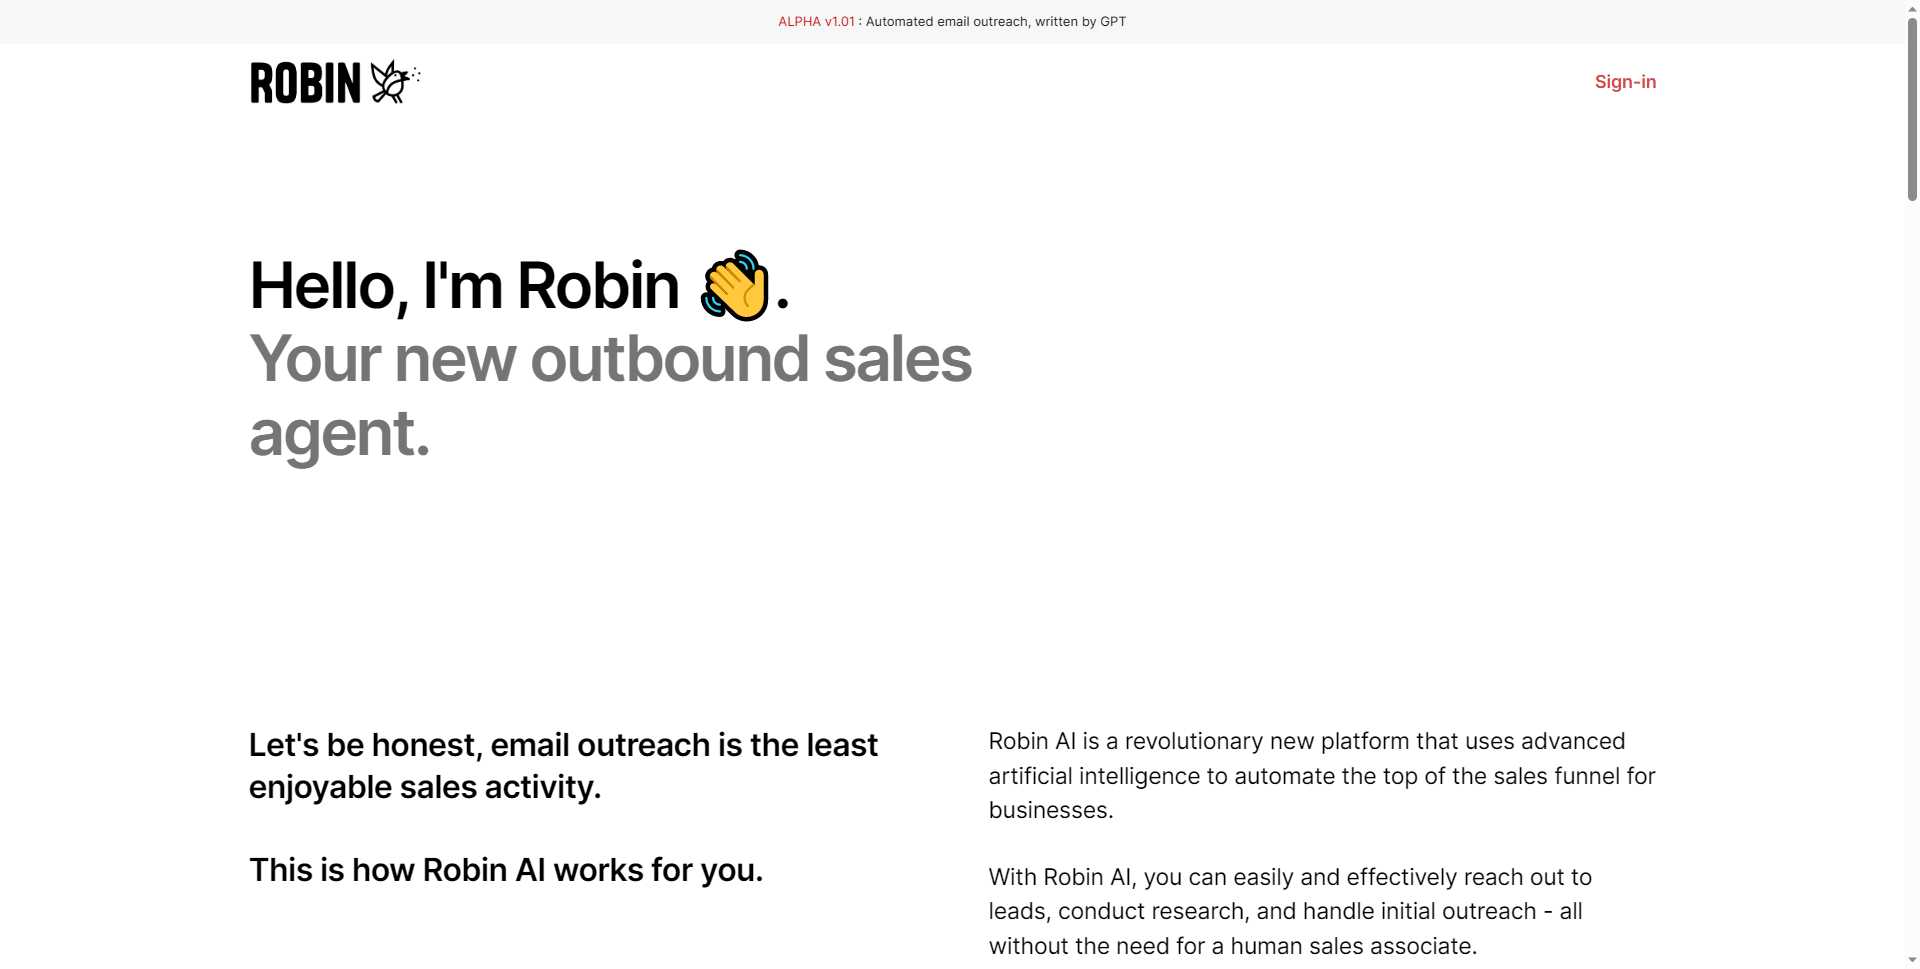 ALPHA v1.01 : Automated email outreach, written by GPT
ROBIN
Sign-in
Hello, I'm Robin 👋.
Your new outbound sales
agent.
Let's be honest, email outreach is the least
enjoyable sales activity.
This is how Robin AI works for you.
Robin AI is a revolutionary new platform that uses advanced
artificial intelligence to automate the top of the sales funnel for
businesses.
With Robin AI, you can easily and effectively reach out to
leads, conduct research, and handle initial outreach - all
without the need for a human sales associate.